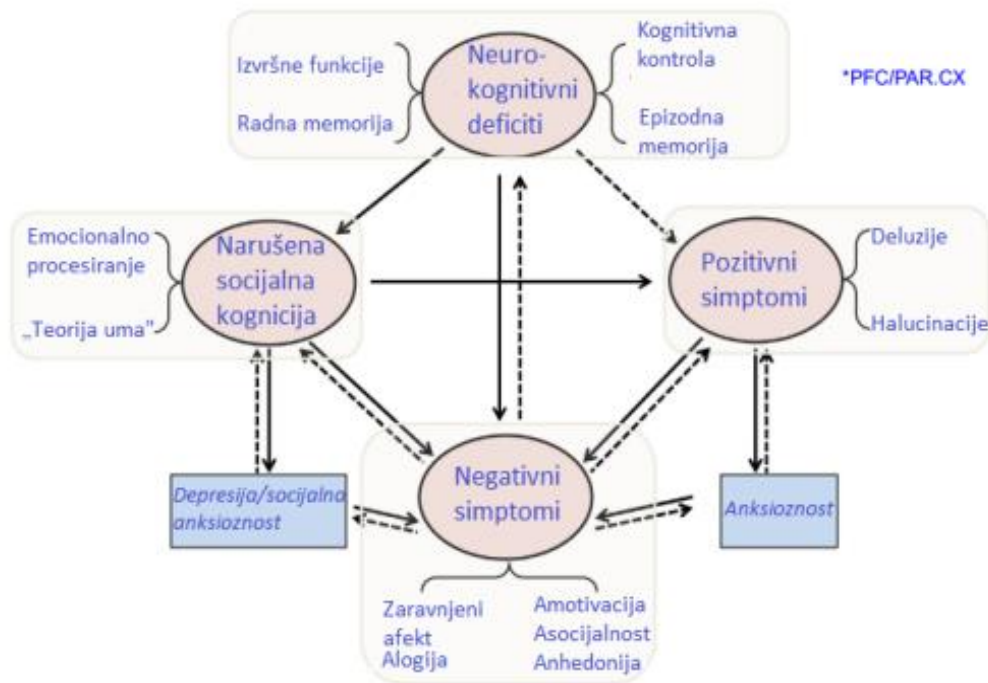 Neuro-
kognitivni
deficiti
Izvršne funkcije
Radna memorija
Kognitivna
kontrola
Epizodna
memorija
*PFC/PAR.CX
Emocionalno
procesiranje
„Teorija uma”
Narušena
socijalna
kognicija
Pozitivni
simptomi
Deluzije
Halucinacije
Depresija/socijalna
anksioznost
Negativni
simptomi
Anksioznost
Zaravnjeni
afekt
Alogija
Amotivacija
Asocijalnost
Anhedonija